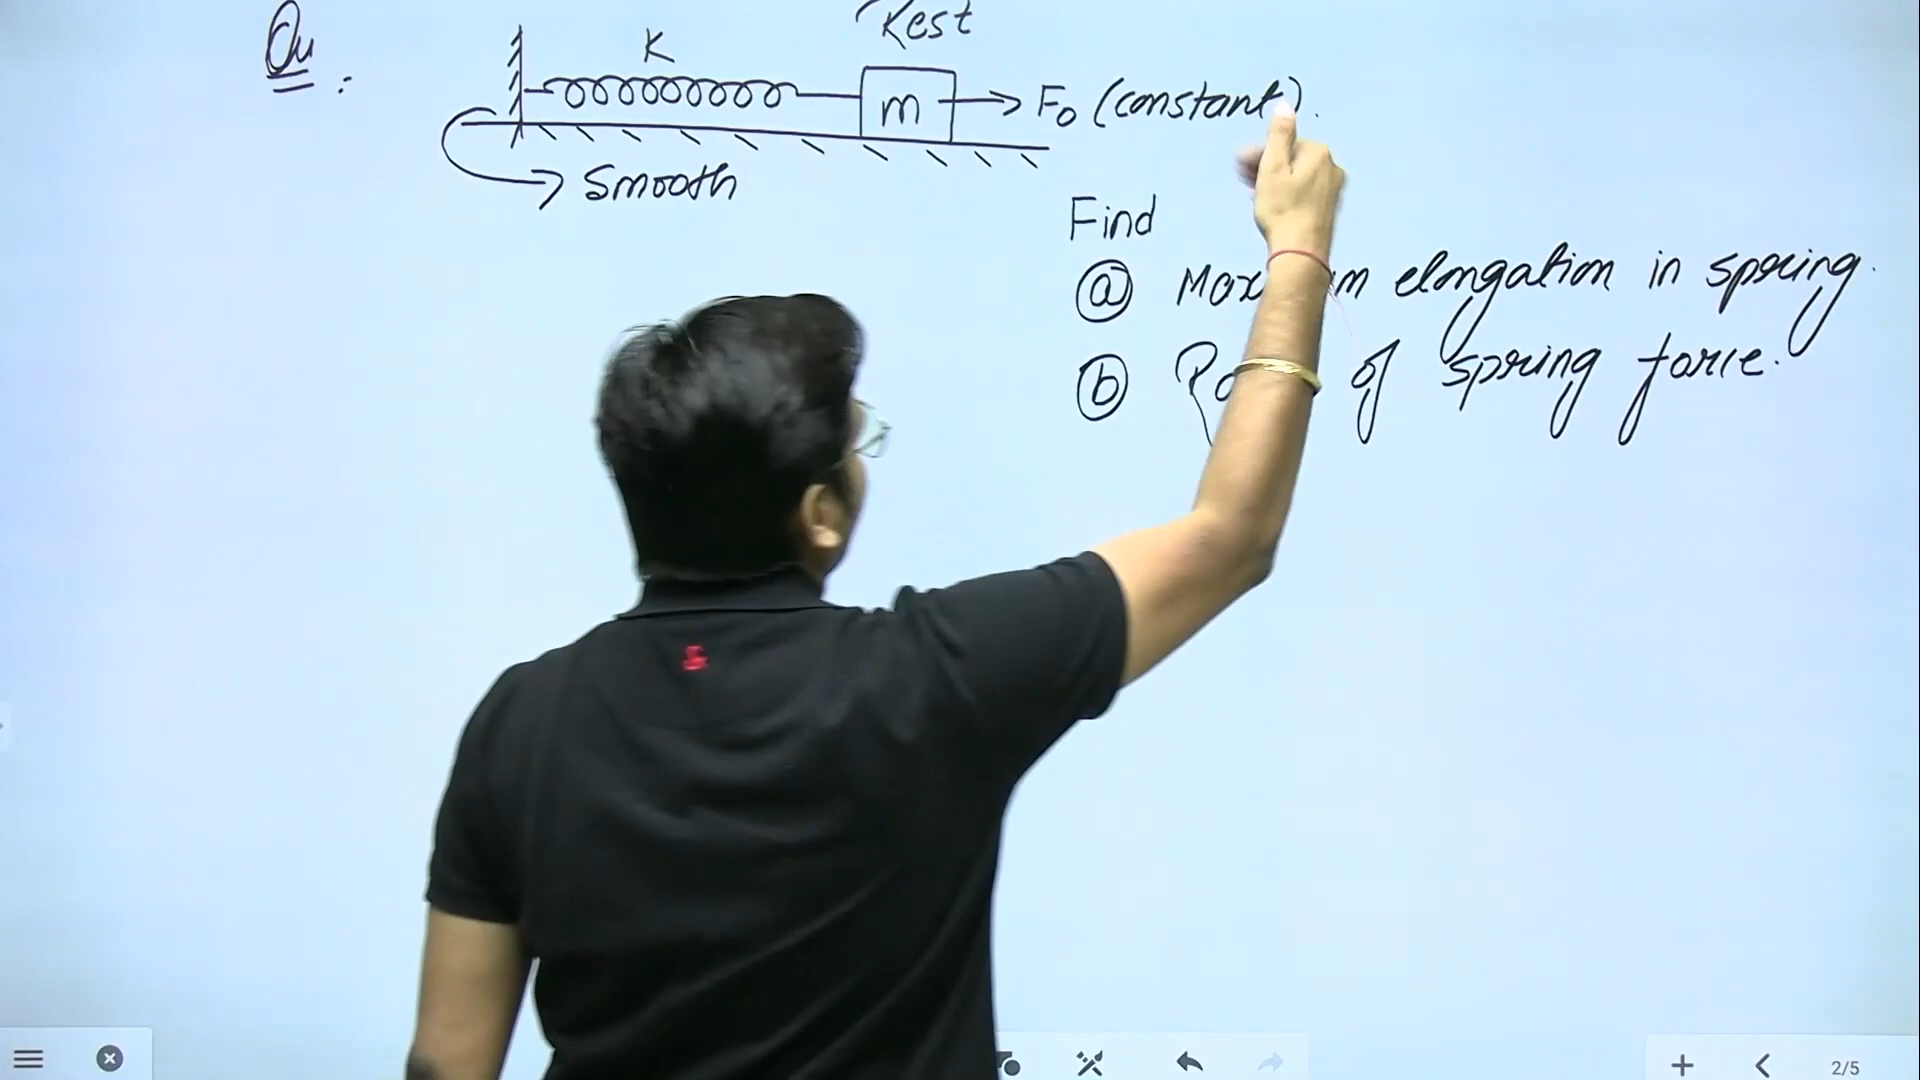 Qu :
Rest
K
m
F0 (constant).
Smooth
Find
(a) elongation in spring.
(b) of spring force.
2/5